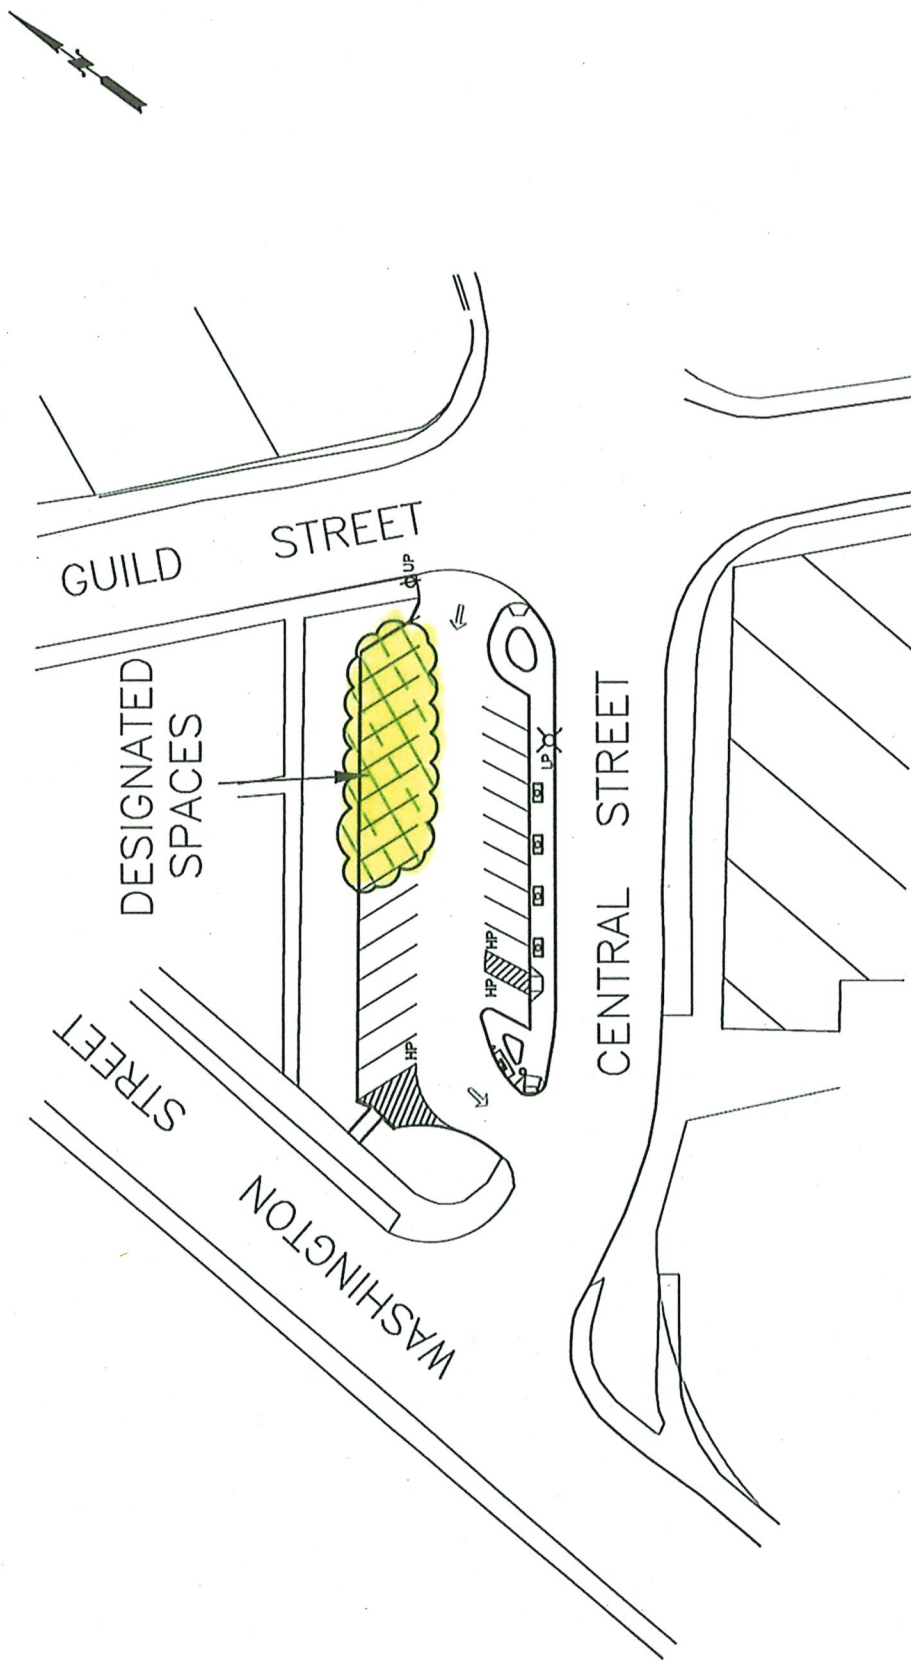 N
GUILD STREET
UP
DESIGNATED
SPACES
LP
CENTRAL STREET
HP
HP
HP
WASHINGTON STREET